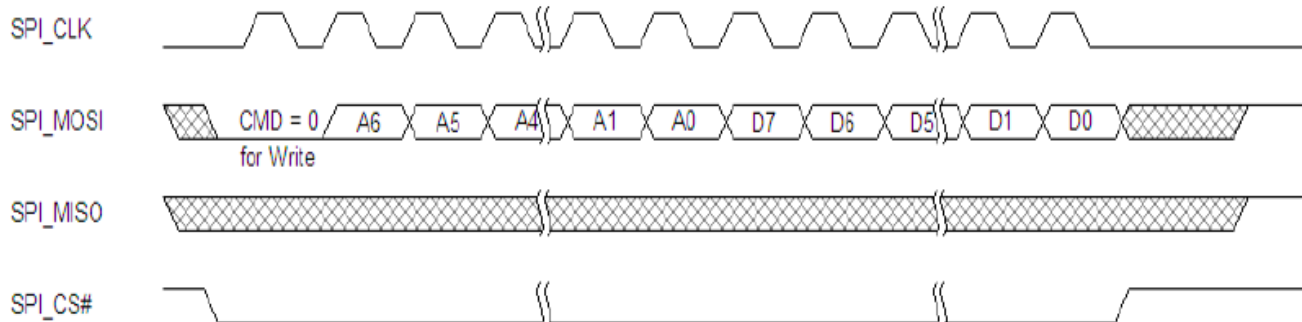 SPI_CLK
SPI_MOSI
CMD = 0 A6 A5 A4 A1 A0 D7 D6 D5 D1 D0
for Write
SPI_MISO
SPI_CS#